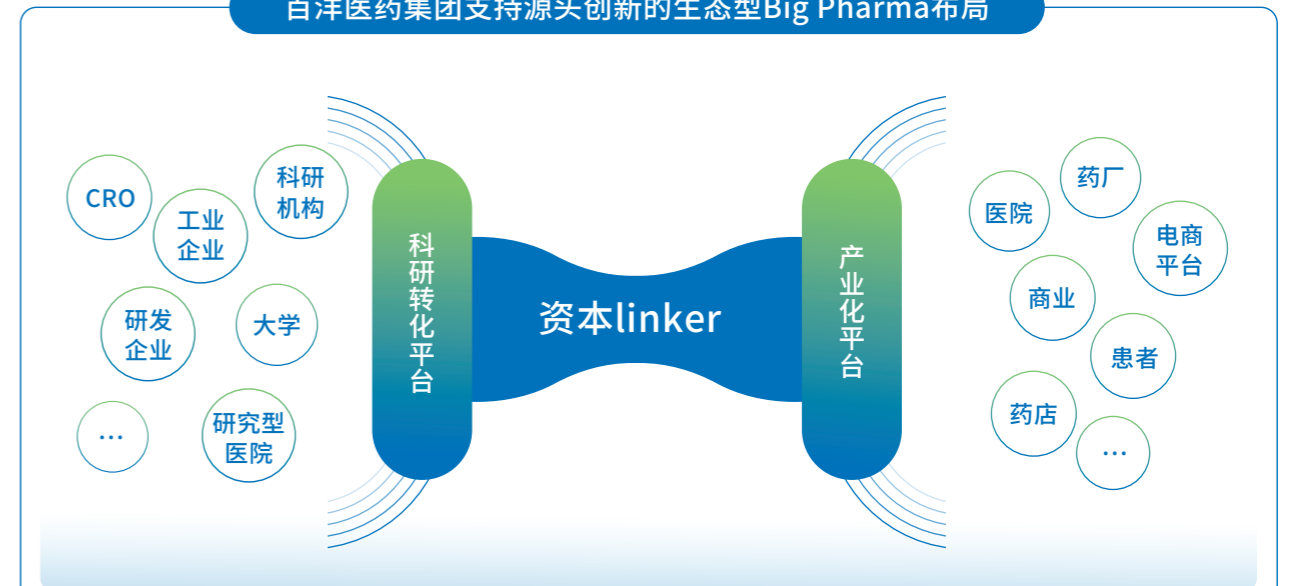 百洋医药集团支持源头创新的生态型Big Pharma布局
CRO
工业
企业
科研
机构
研发
企业
大学
…
研究型
医院
科研转化平台
资本linker
产业化平台
药厂
医院
电商
平台
商业
患者
药店
…